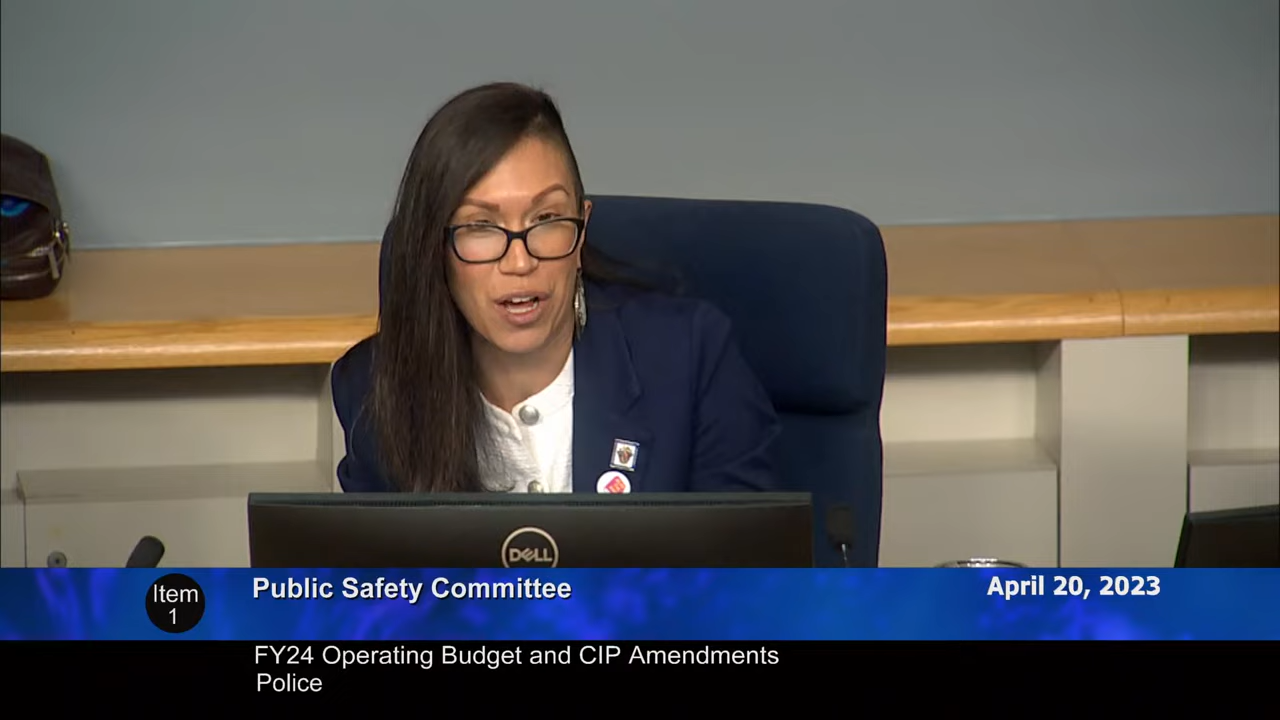 DELL
Item
1
Public Safety Committee
April 20, 2023
FY24 Operating Budget and CIP Amendments
Police